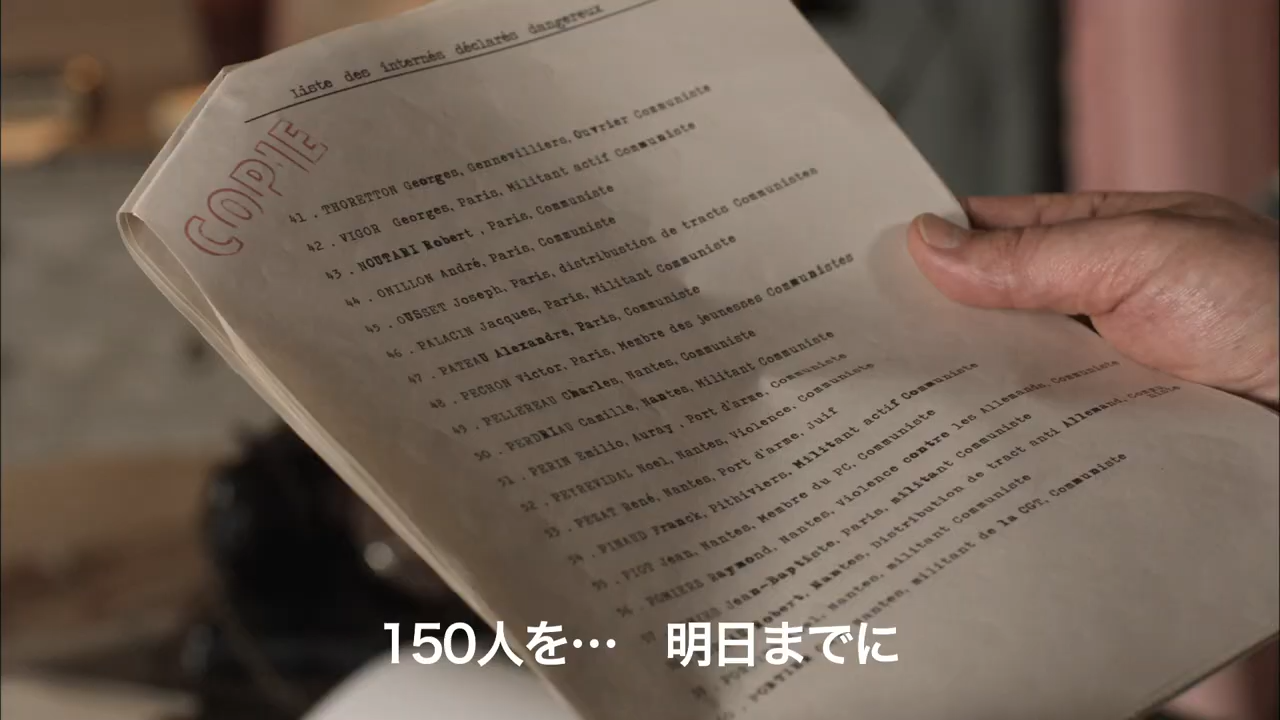 liste des internés déclarés dangereux
COPIE
41 . THORETTON Georges, Gennevilliers, Ouvrier Communiste
42 . VIGOR Georges, Paris, Militant actif Communiste
43 . NOUTARI Robert , Paris, Communiste
44 . ONILLON André, Paris, Communiste
45 . OUSSET Joseph, Paris, distribustion de tracts Communistes
46 . PALACIN Jacques, Paris, Militant Communiste
47 . PATEAU Alexandre, Paris, Communiste
48 . PECHON Victor, Paris, Membre des jeunesses Communistes
49 . PELLEREAU Charles, Nantes, Communiste
50 . PERDRIAU Camille, Nantes, Militant Communiste
51 . PERIN Emilio, Auray , Port d'arme, Communiste
52 . PETREVIDAL Noel, Nantes, Violence, Communiste
53 . PEZAT René, Nantes, Port d'arme, Juif
54 . PINAUD Franck, Pithiviers, Militant actif Communiste
55 . PIOT Jean, Nantes, Membre du PC, Communiste
56 . POMIERS Raymond, Nantes, Violence contre les Allemands, Communiste
57 Jean-Baptiste, Paris, militant Communiste
Robert, Nantes, Distribution de tract anti Allemand,
Nantes, militant Communiste
Nantes, militant de la CGT, Communiste
150人を… 明日までに